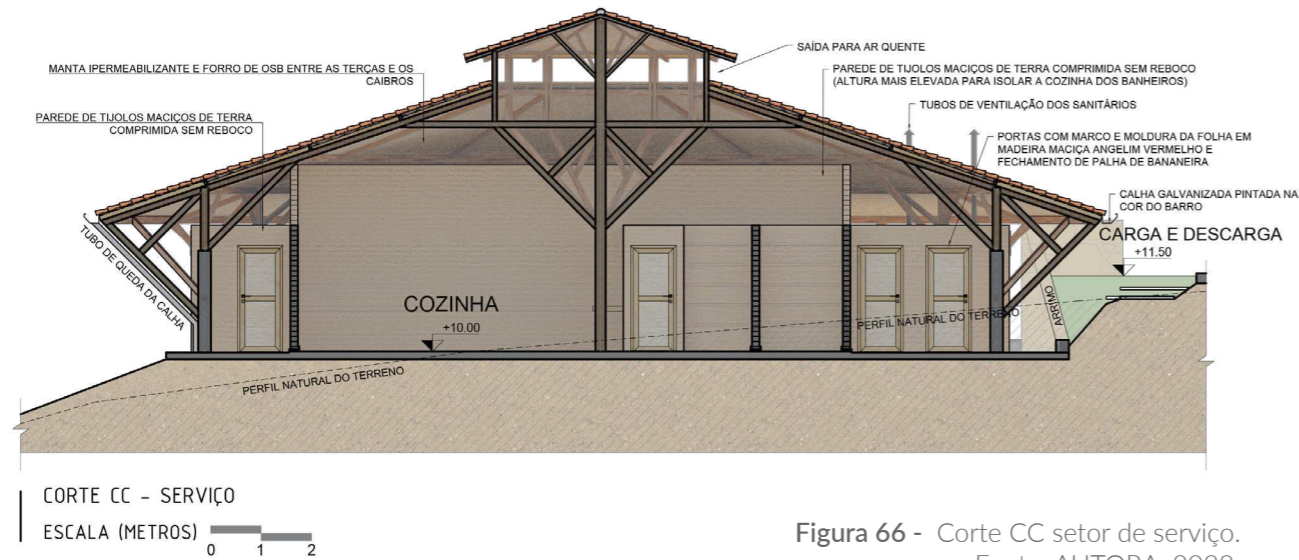 SAÍDA PARA AR QUENTE
MANTA IPERMEABILIZANTE E FORRO DE OSB ENTRE AS TERÇAS E OS
CAIBROS
PAREDE DE TIJOLOS MACIÇOS DE TERRA COMPRIMIDA SEM REBOCO
(ALTURA MAIS ELEVADA PARA ISOLAR A COZINHA DOS BANHEIROS)
TUBOS DE VENTILAÇÃO DOS SANITÁRIOS
PAREDE DE TIJOLOS MACIÇOS DE TERRA
COMPRIMIDA SEM REBOCO
PORTAS COM MARCO E MOLDURA DA FOLHA EM
MADEIRA MACIÇA ANGELIM VERMELHO E
FECHAMENTO DE PALHA DE BANANEIRA
CALHA GALVANIZADA PINTADA NA
COR DO BARRO
TUBO DE QUEDA DA CALHA
CARGA E DESCARGA
+11.50
COZINHA
+10.00
ARRIMO
PERFIL NATURAL DO TERRENO
PERFIL NATURAL DO TERRENO
CORTE CC - SERVIÇO
ESCALA (METROS)
0 1 2
Figura 66 - Corte CC setor de serviço.